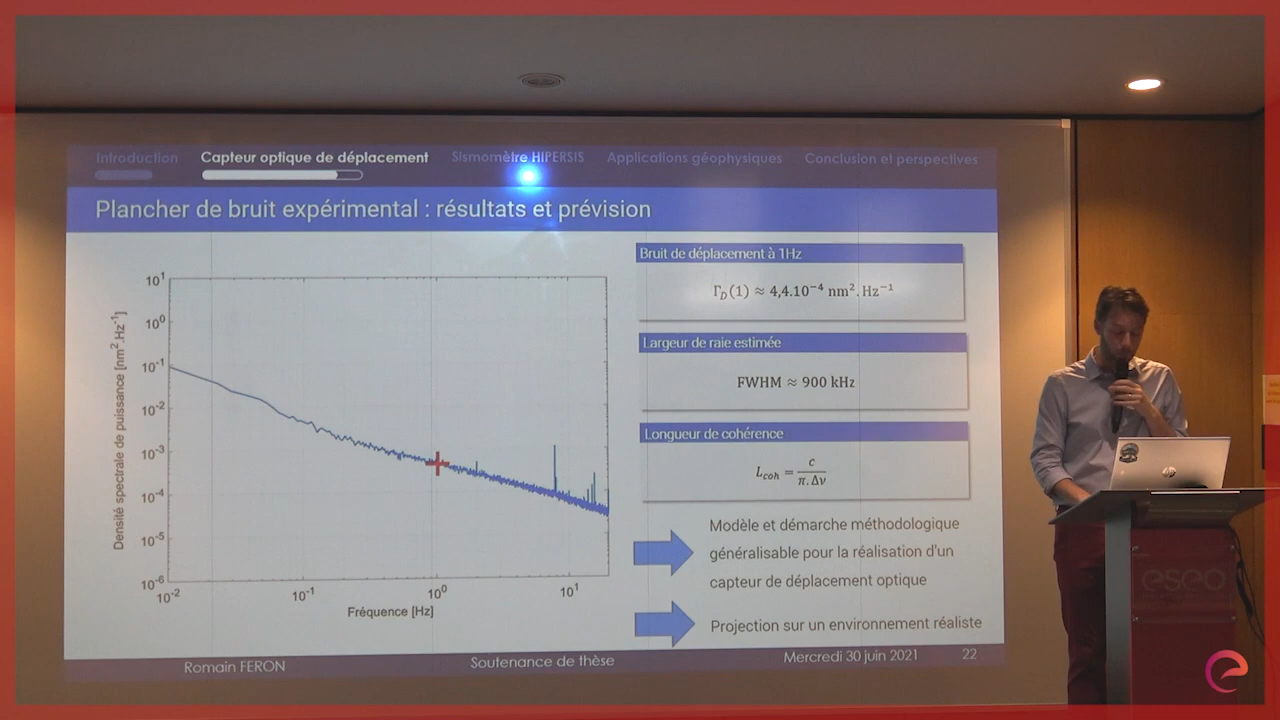 Introduction
Capteur optique de déplacement
Sismomètre HIPERSIS
Applications géophysiques
Conclusion et perspectives
Plancher de bruit expérimental : résultats et prévision
Densité spectrale de puissance [nm².Hz⁻¹]
10¹
10⁰
10⁻¹
10⁻²
10⁻³
10⁻⁴
10⁻⁵
10⁻⁶
10⁻²
10⁻¹
10⁰
10¹
Fréquence [Hz]
Bruit de déplacement à 1Hz
Γ_D(1) ≈ 4,4.10⁻⁴ nm².Hz⁻¹
Largeur de raie estimée
FWHM ≈ 900 kHz
Longueur de cohérence
L_coh = c / π.Δν
Modèle et démarche méthodologique
généralisable pour la réalisation d'un
capteur de déplacement optique
Projection sur un environnement réaliste
Romain FERON
Soutenance de thèse
Mercredi 30 juin 2021
22
hp
eseo